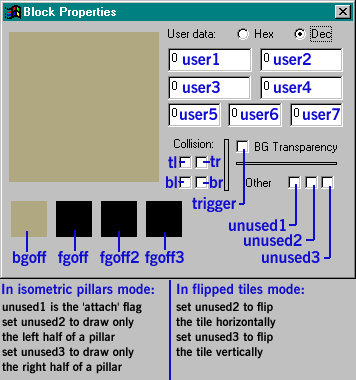 Block Properties
User data: Hex Dec
0 user1 0 user2
0 user3 0 user4
0 user5 0 user6 0 user7
Collision: BG Transparency
tl tr
bl br Other
trigger
unused1
unused2
unused3
bgoff fgoff fgoff2 fgoff3
In isometric pillars mode:
unused1 is the 'attach' flag
set unused2 to draw only
the left half of a pillar
set unused3 to draw only
the right half of a pillar
In flipped tiles mode:
set unused2 to flip
the tile horizontally
set unused3 to flip
the tile vertically